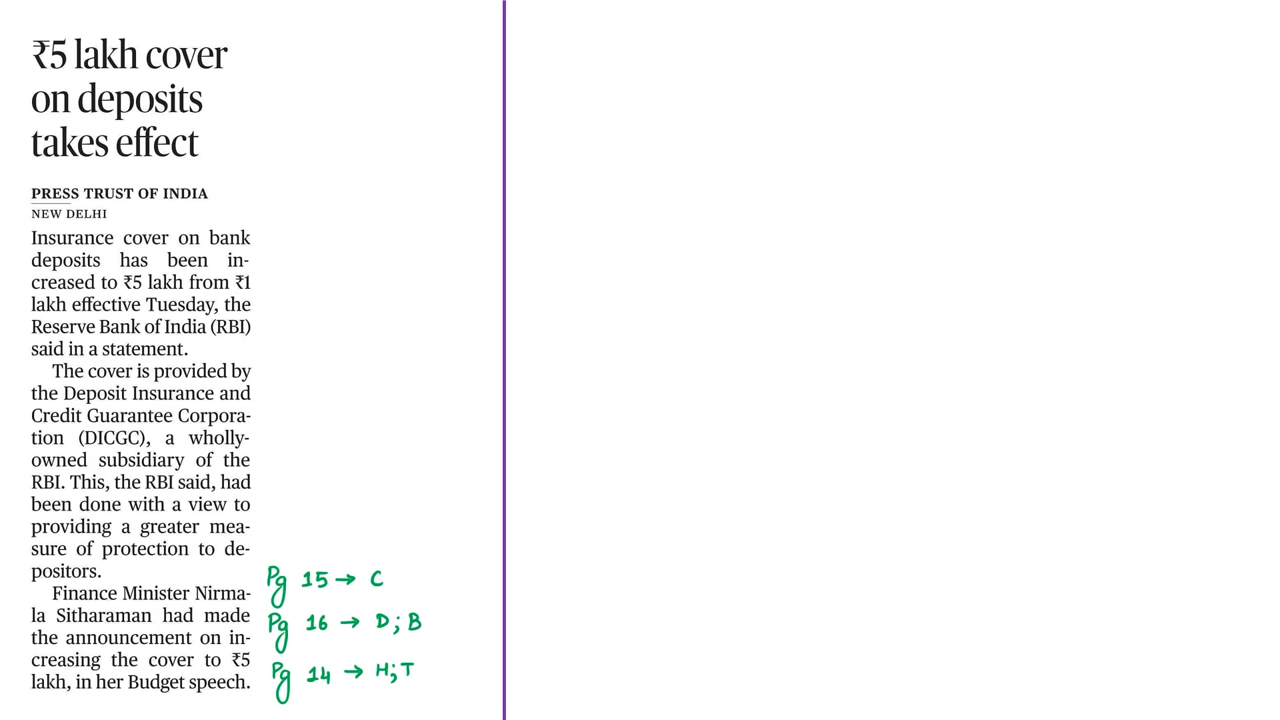 ₹5 lakh cover
on deposits
takes effect
PRESS TRUST OF INDIA
NEW DELHI
Insurance cover on bank
deposits has been in-
creased to ₹5 lakh from ₹1
lakh effective Tuesday, the
Reserve Bank of India (RBI)
said in a statement.
The cover is provided by
the Deposit Insurance and
Credit Guarantee Corpora-
tion (DICGC), a wholly-
owned subsidiary of the
RBI. This, the RBI said, had
been done with a view to
providing a greater mea-
sure of protection to de-
positors.
Finance Minister Nirma-
la Sitharaman had made
the announcement on in-
creasing the cover to ₹5
lakh, in her Budget speech.
Pg 15 → C
Pg 16 → D; B
Pg 14 → H; T